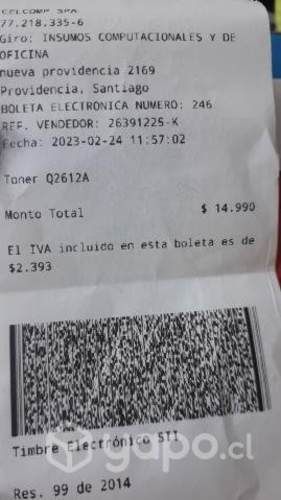 77.218.335-6
Giro: INSUMOS COMPUTACIONALES Y DE
OFICINA
nueva providencia 2169
Providencia, Santiago
BOLETA ELECTRONICA NUMERO: 246
REF. VENDEDOR: 26391225-K
Fecha: 2023-02-24 11:57:02
Toner Q2612A
Monto Total $ 14.990
El IVA incluido en esta boleta es de
$2.393
Timbre Electrónico SII
yapo.cl
Res. 99 de 2014